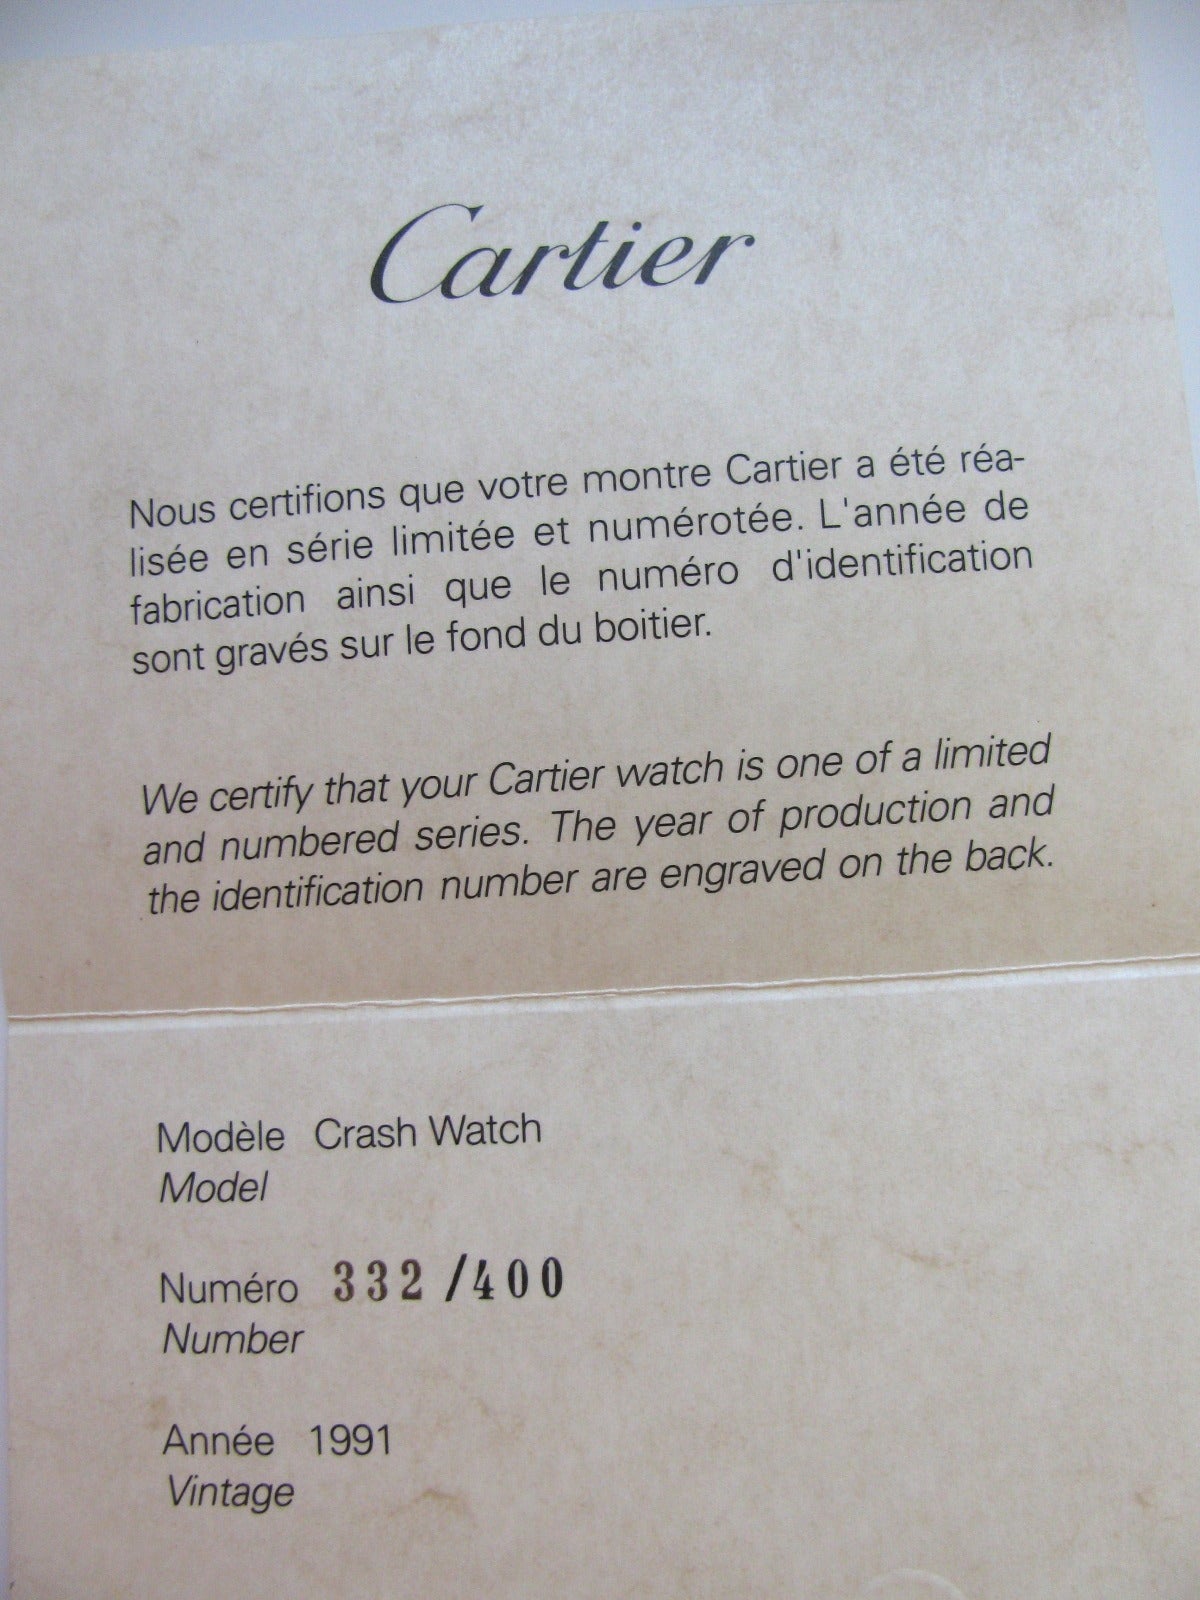 Cartier
Nous certifions que votre montre Cartier a été réa-
lisée en série limitée et numérotée. L'année de
fabrication ainsi que le numéro d'identification
sont gravés sur le fond du boitier.
We certify that your Cartier watch is one of a limited
and numbered series. The year of production and
the identification number are engraved on the back.
Modèle Crash Watch
Model
Numéro 332 /400
Number
Année 1991
Vintage